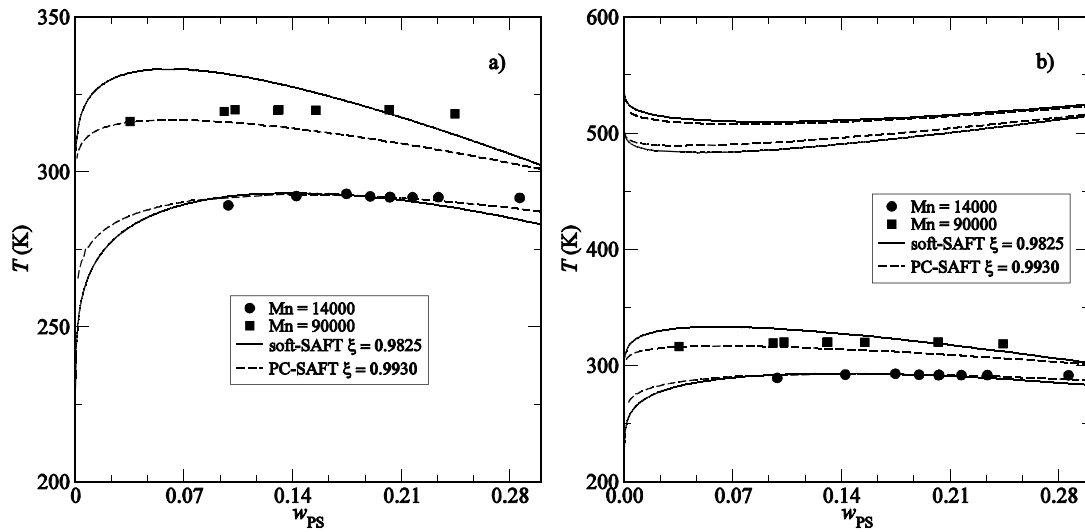 350
a)
300
T (K)
250
Mn = 14000
Mn = 90000
soft-SAFT ξ = 0.9825
PC-SAFT ξ = 0.9930
200
0
0.07
0.14
0.21
0.28
wPS
600
b)
500
Mn = 14000
Mn = 90000
soft-SAFT ξ = 0.9825
PC-SAFT ξ = 0.9930
T (K)
400
300
200
0.00
0.07
0.14
0.21
0.28
wPS